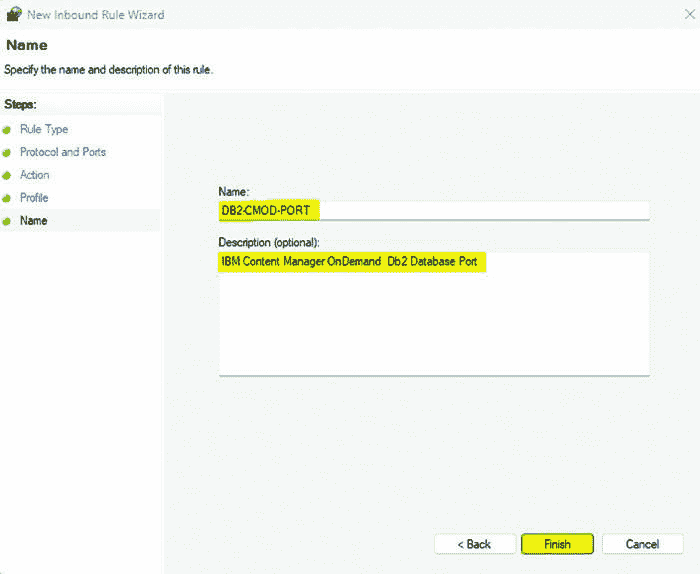 New Inbound Rule Wizard
Name
Specify the name and description of this rule.
Steps:
Rule Type
Protocol and Ports
Action
Profile
Name
Name:
DB2-CMOD-PORT
Description (optional):
IBM Content Manager OnDemand Db2 Database Port
< Back
Finish
Cancel